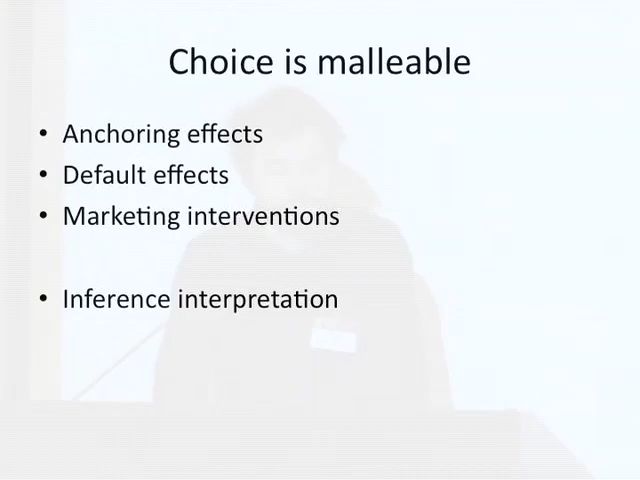 Choice is malleable
• Anchoring effects
• Default effects
• Marketing interventions
• Inference interpretation